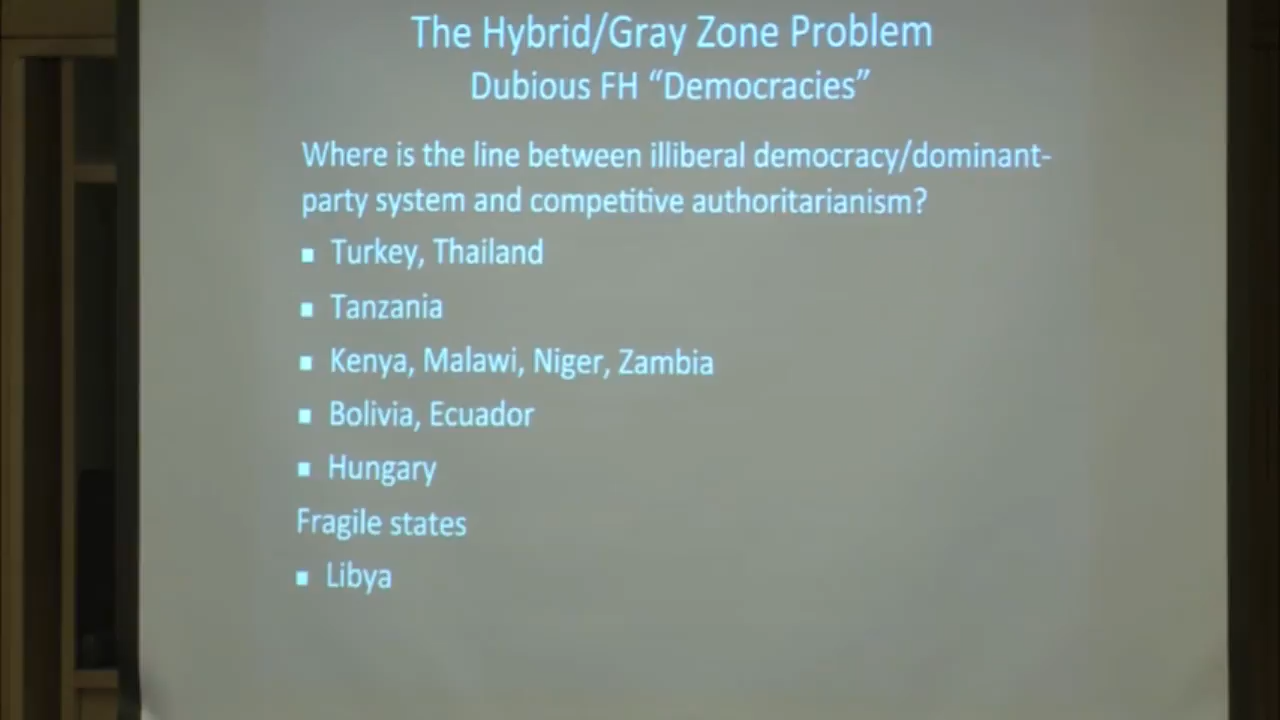 The Hybrid/Gray Zone Problem
Dubious FH “Democracies”
Where is the line between illiberal democracy/dominant-
party system and competitive authoritarianism?
▪ Turkey, Thailand
▪ Tanzania
▪ Kenya, Malawi, Niger, Zambia
▪ Bolivia, Ecuador
▪ Hungary
Fragile states
▪ Libya